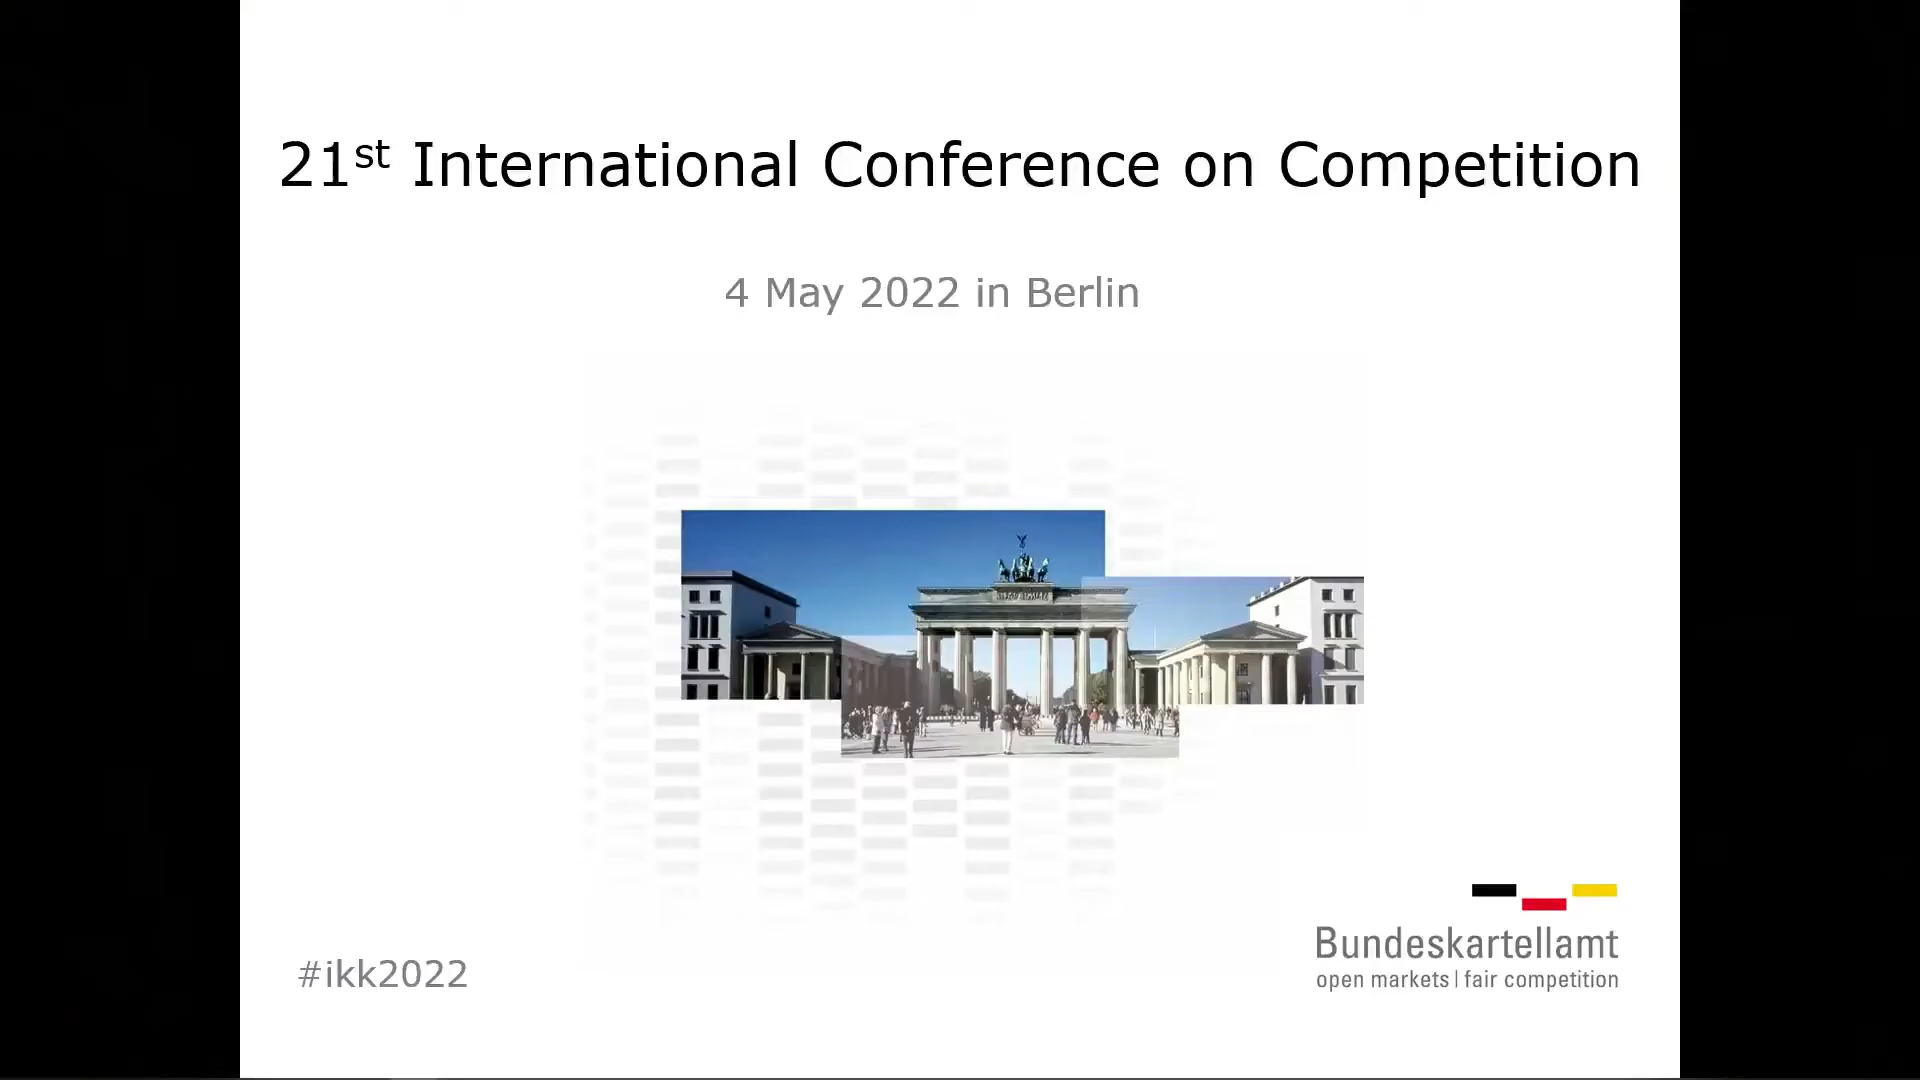 21st International Conference on Competition
4 May 2022 in Berlin
#ikk2022
Bundeskartellamt
open markets | fair competition